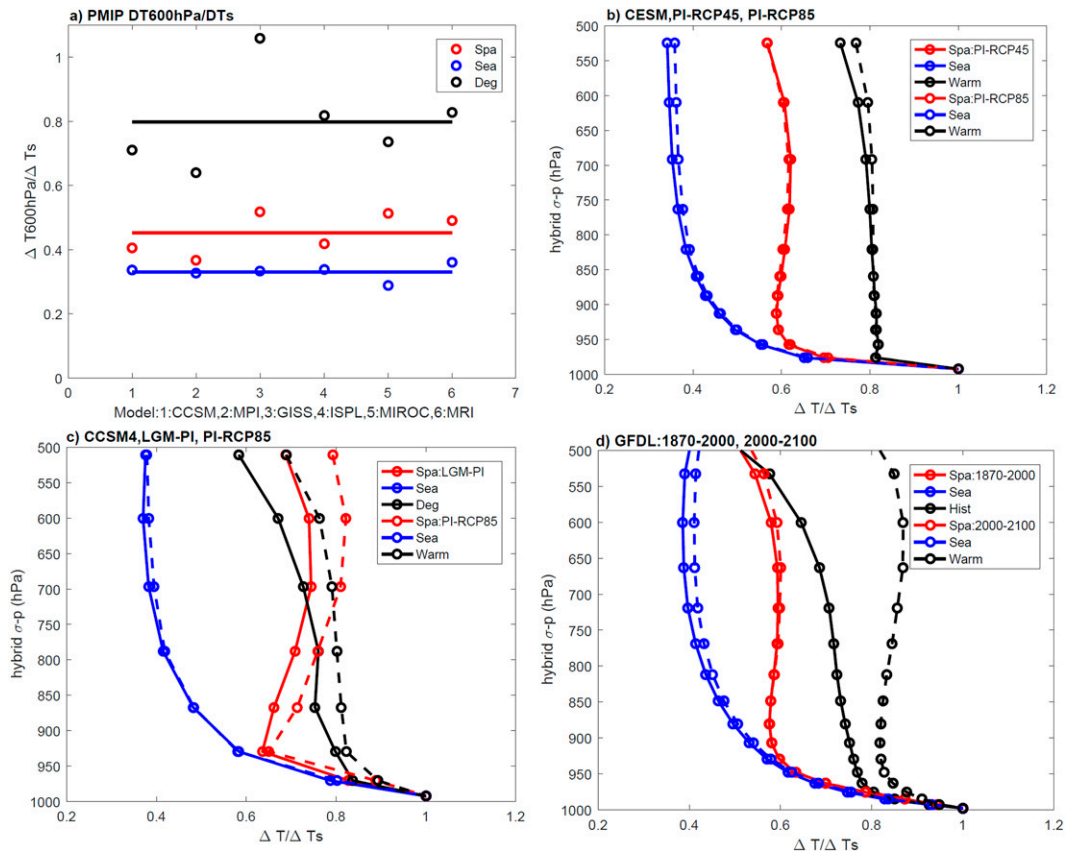 a) PMIP DT600hPa/DTs
1
0.8
0.6
0.4
0.2
0
Δ T600hPa/Δ Ts
0 1 2 3 4 5 6 7
Model:1:CCSM,2:MPI,3:GISS,4:ISPL,5:MIROC,6:MRI
Spa
Sea
Deg
b) CESM,PI-RCP45, PI-RCP85
500
550
600
650
700
750
800
850
900
950
1000
hybrid σ-p (hPa)
0.2 0.4 0.6 0.8 1 1.2
Δ T/Δ Ts
Spa:PI-RCP45
Sea
Warm
Spa:PI-RCP85
Sea
Warm
c) CCSM4,LGM-PI, PI-RCP85
500
550
600
650
700
750
800
850
900
950
1000
hybrid σ-p (hPa)
0.2 0.4 0.6 0.8 1 1.2
Δ T/Δ Ts
Spa:LGM-PI
Sea
Deg
Spa:PI-RCP85
Sea
Warm
d) GFDL:1870-2000, 2000-2100
500
550
600
650
700
750
800
850
900
950
1000
hybrid σ-p (hPa)
0.2 0.4 0.6 0.8 1 1.2
Δ T/Δ Ts
Spa:1870-2000
Sea
Hist
Spa:2000-2100
Sea
Warm